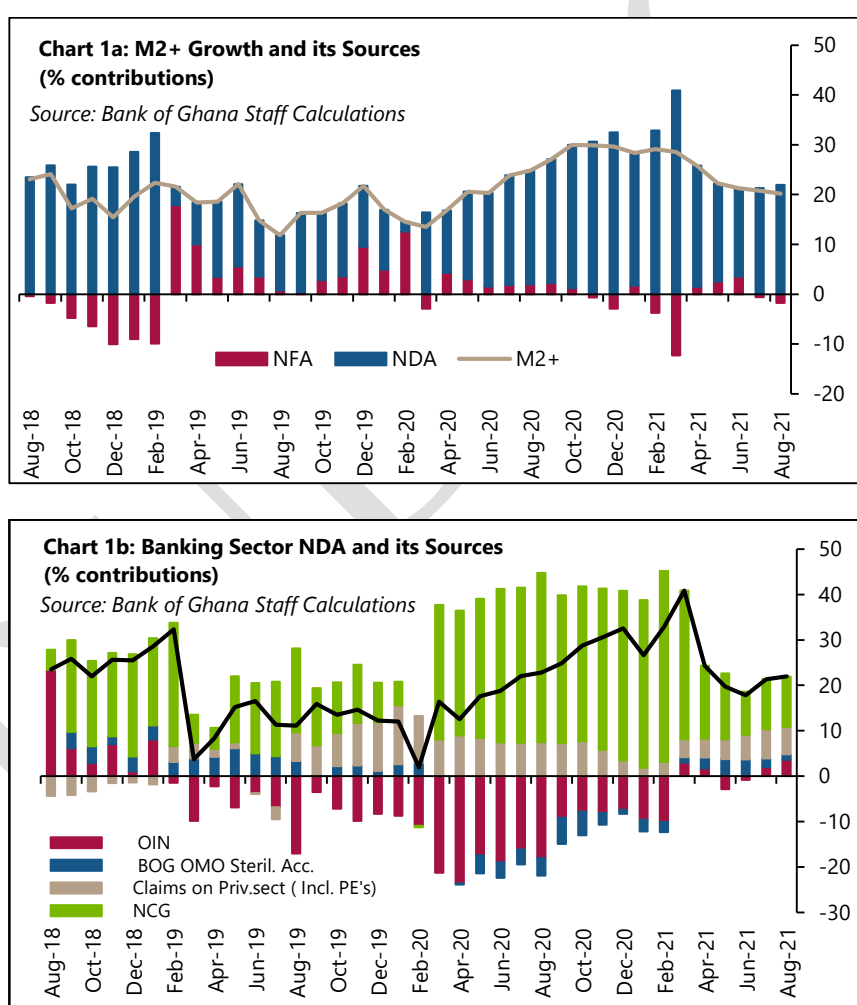 Chart 1a: M2+ Growth and its Sources
(% contributions)
Source: Bank of Ghana Staff Calculations
50
40
30
20
10
0
-10
-20
NFA NDA M2+
Aug-18 Oct-18 Dec-18 Feb-19 Apr-19 Jun-19 Aug-19 Oct-19 Dec-19 Feb-20 Apr-20 Jun-20 Aug-20 Oct-20 Dec-20 Feb-21 Apr-21 Jun-21 Aug-21
Chart 1b: Banking Sector NDA and its Sources
(% contributions)
Source: Bank of Ghana Staff Calculations
50
40
30
20
10
0
-10
-20
-30
OIN
BOG OMO Steril. Acc.
Claims on Priv.sect ( Incl. PE's)
NCG
Aug-18 Oct-18 Dec-18 Feb-19 Apr-19 Jun-19 Aug-19 Oct-19 Dec-19 Feb-20 Apr-20 Jun-20 Aug-20 Oct-20 Dec-20 Feb-21 Apr-21 Jun-21 Aug-21